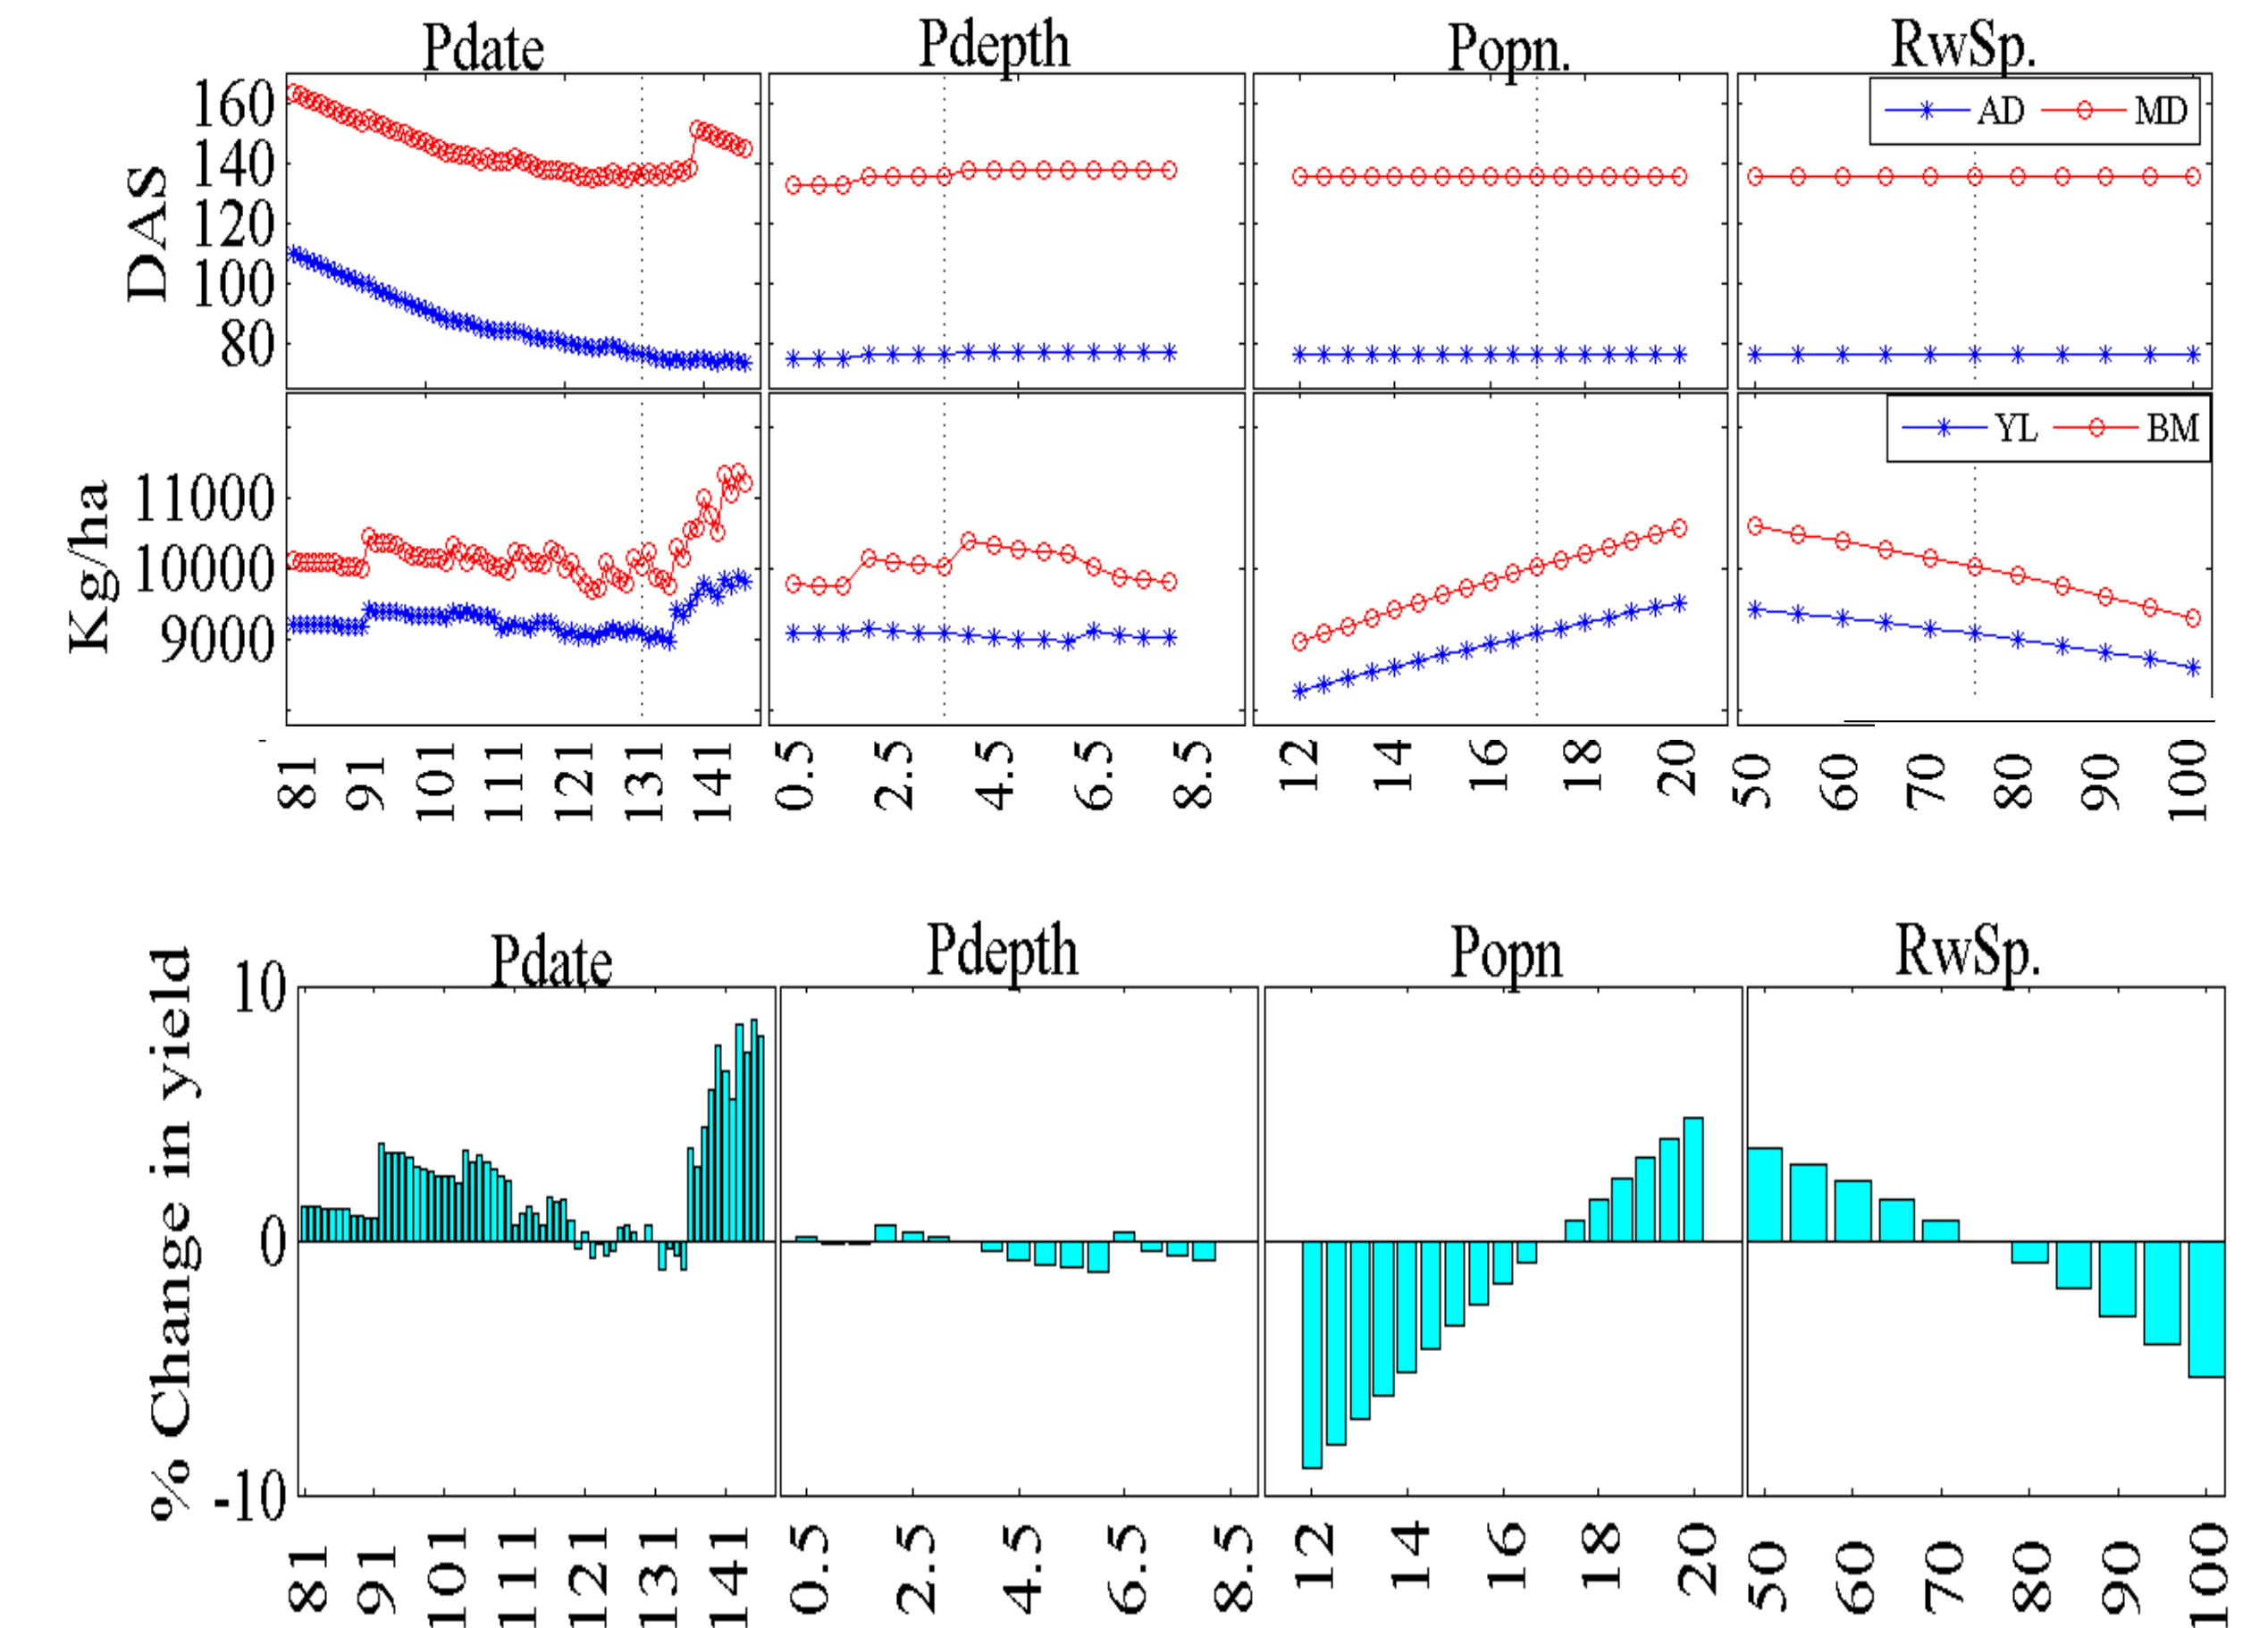 Pdate Pdepth Popn. RwSp.
DAS
160
140
120
100
80
AD MD
Kg/ha
11000
10000
9000
YL BM
81 91 101 111 121 131 141
0.5 2.5 4.5 6.5 8.5
12 14 16 18 20
50 60 70 80 90 100
Pdate Pdepth Popn RwSp.
% Change in yield
10
0
-10
81 91 101 111 121 131 141
0.5 2.5 4.5 6.5 8.5
12 14 16 18 20
50 60 70 80 90 100